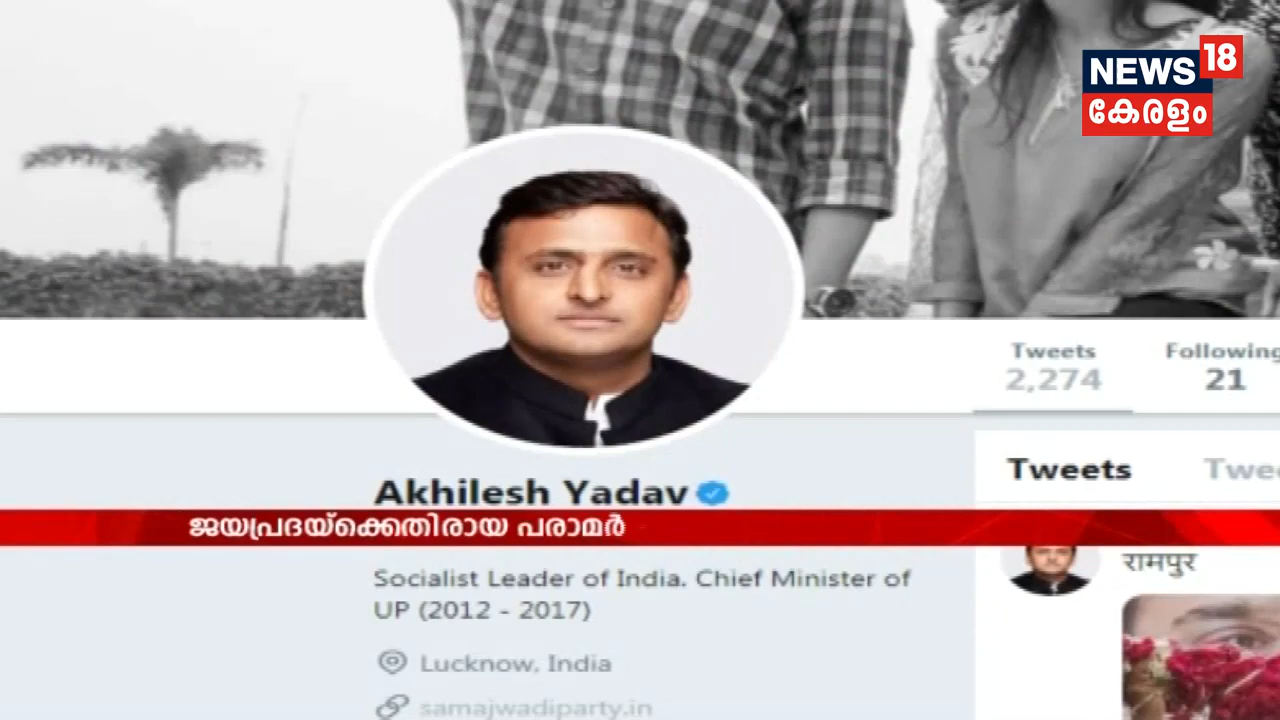 NEWS 18
കേരളം
Tweets
2,274
Following
21
Akhilesh Yadav
Tweets
ജയപ്രദയ്ക്കെതിരായ പരാമർ
रामपुर
Socialist Leader of India. Chief Minister of
UP (2012 - 2017)
Lucknow, India
samajwadiparty.in